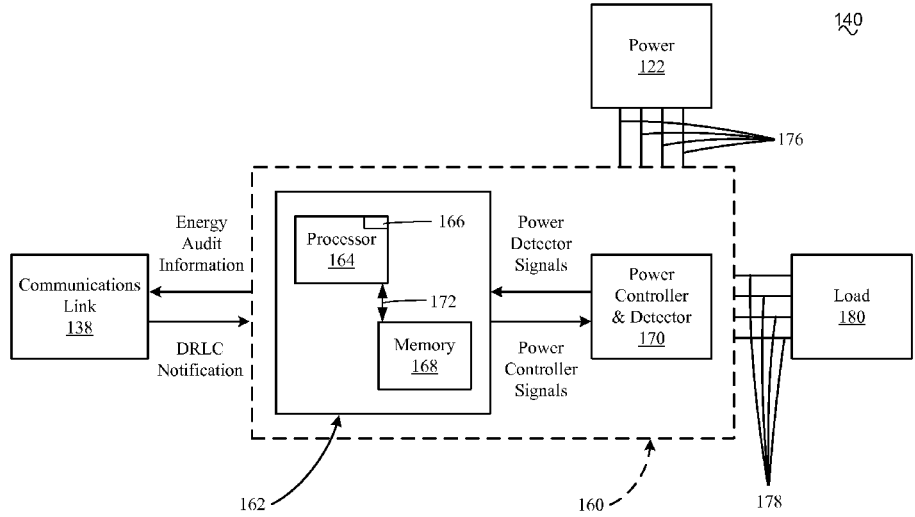 140
Power
122
176
Energy
Audit
Information
Processor
164
166
Power
Detector
Signals
Communications
Link
138
172
Power
Controller
& Detector
170
Load
180
DRLC
Notification
Memory
168
Power
Controller
Signals
162
160
178